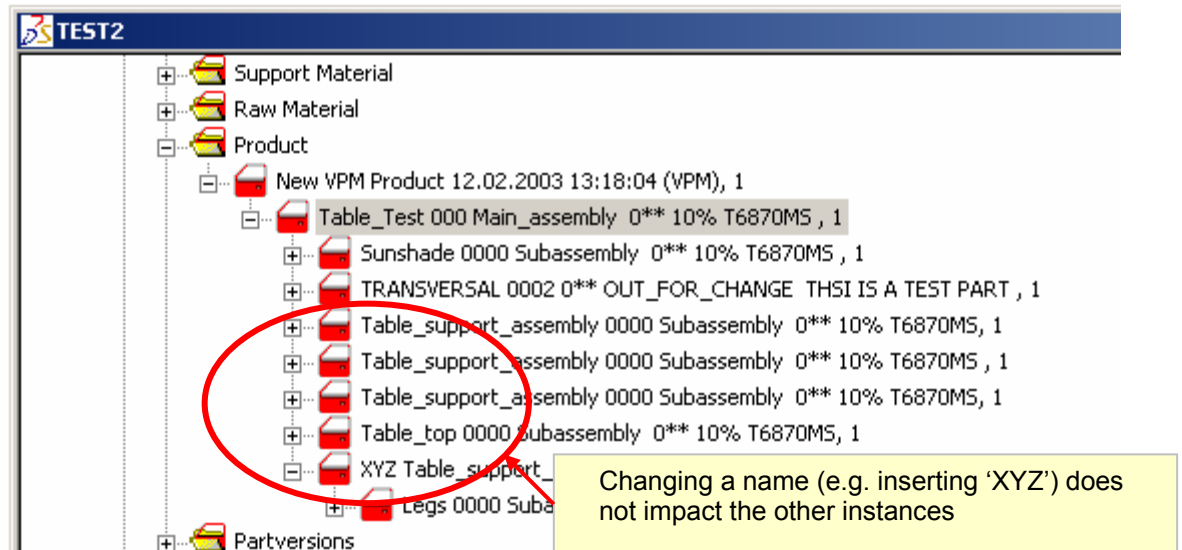 TEST2
Support Material
Raw Material
Product
New VPM Product 12.02.2003 13:18:04 (VPM), 1
Table_Test 000 Main_assembly 0** 10% T6870MS , 1
Sunshade 0000 Subassembly 0** 10% T6870MS , 1
TRANSVERSAL 0002 0** OUT_FOR_CHANGE THSI IS A TEST PART , 1
Table_support_assembly 0000 Subassembly 0** 10% T6870MS, 1
Table_support_assembly 0000 Subassembly 0** 10% T6870MS , 1
Table_support_assembly 0000 Subassembly 0** 10% T6870MS, 1
Table_top 0000 Subassembly 0** 10% T6870MS, 1
XYZ Table_support_
Legs 0000 Suba
Partversions
Changing a name (e.g. inserting ‘XYZ’) does
not impact the other instances